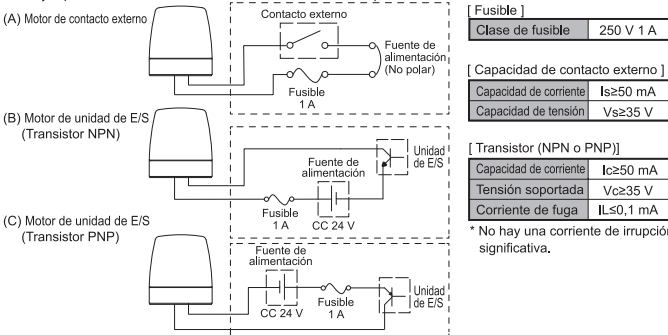 (A) Motor de contacto externo
Contacto externo
Fuente de
alimentación
(No polar)
Fusible
1 A
(B) Motor de unidad de E/S
(Transistor NPN)
Fuente de
alimentación
Unidad
de E/S
Fusible
1 A
CC 24 V
(C) Motor de unidad de E/S
(Transistor PNP)
Fuente de
alimentación
CC 24 V
Fusible
1 A
Unidad
de E/S
[ Fusible ]
Clase de fusible 250 V 1 A
[ Capacidad de contacto externo ]
Capacidad de corriente Is≥50 mA
Capacidad de tensión Vs≥35 V
[ Transistor (NPN o PNP)]
Capacidad de corriente Ic≥50 mA
Tensión soportada Vc≥35 V
Corriente de fuga IL≤0,1 mA
* No hay una corriente de irrupción
significativa.